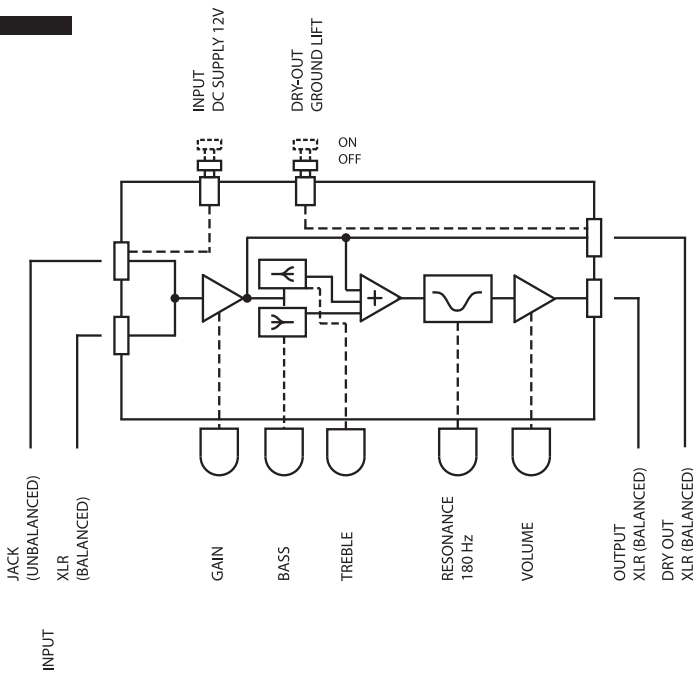 INPUT
DC SUPPLY 12V
DRY-OUT
GROUND LIFT
ON
OFF
+
JACK
(UNBALANCED)
XLR
(BALANCED)
GAIN
BASS
TREBLE
RESONANCE
180 Hz
VOLUME
OUTPUT
XLR (BALANCED)
DRY OUT
XLR (BALANCED)
INPUT